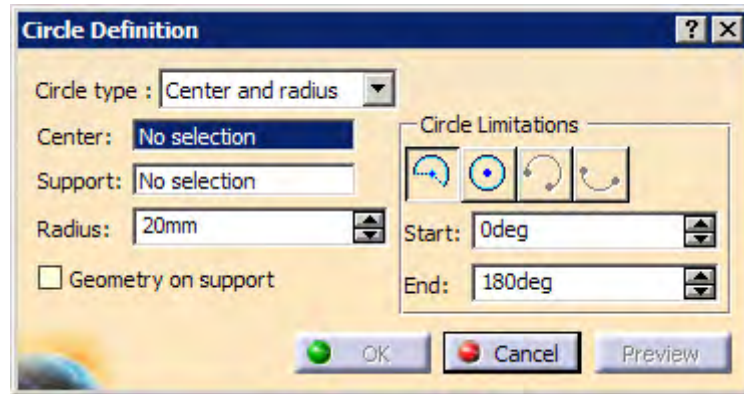 Circle Definition
Circle type : Center and radius
Center: No selection
Support: No selection
Radius: 20mm
Geometry on support
Circle Limitations
Start: 0deg
End: 180deg
OK Cancel Preview